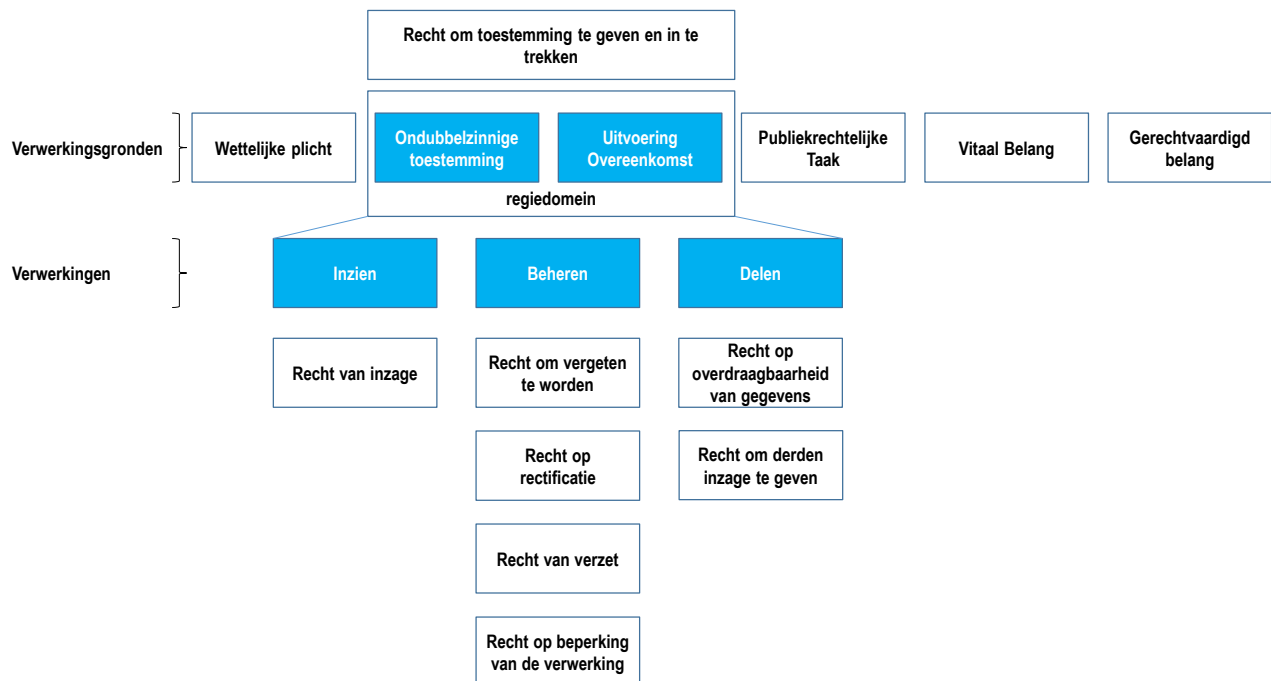 Recht om toestemming te geven en in te
trekken
Verwerkingsgronden
Wettelijke plicht
Ondubbelzinnige
toestemming
Uitvoering
Overeenkomst
Publiekrechtelijke
Taak
Vitaal Belang
Gerechtvaardigd
belang
regiedomein
Verwerkingen
Inzien
Beheren
Delen
Recht van inzage
Recht om vergeten
te worden
Recht op
overdraagbaarheid
van gegevens
Recht op
rectificatie
Recht om derden
inzage te geven
Recht van verzet
Recht op beperking
van de verwerking